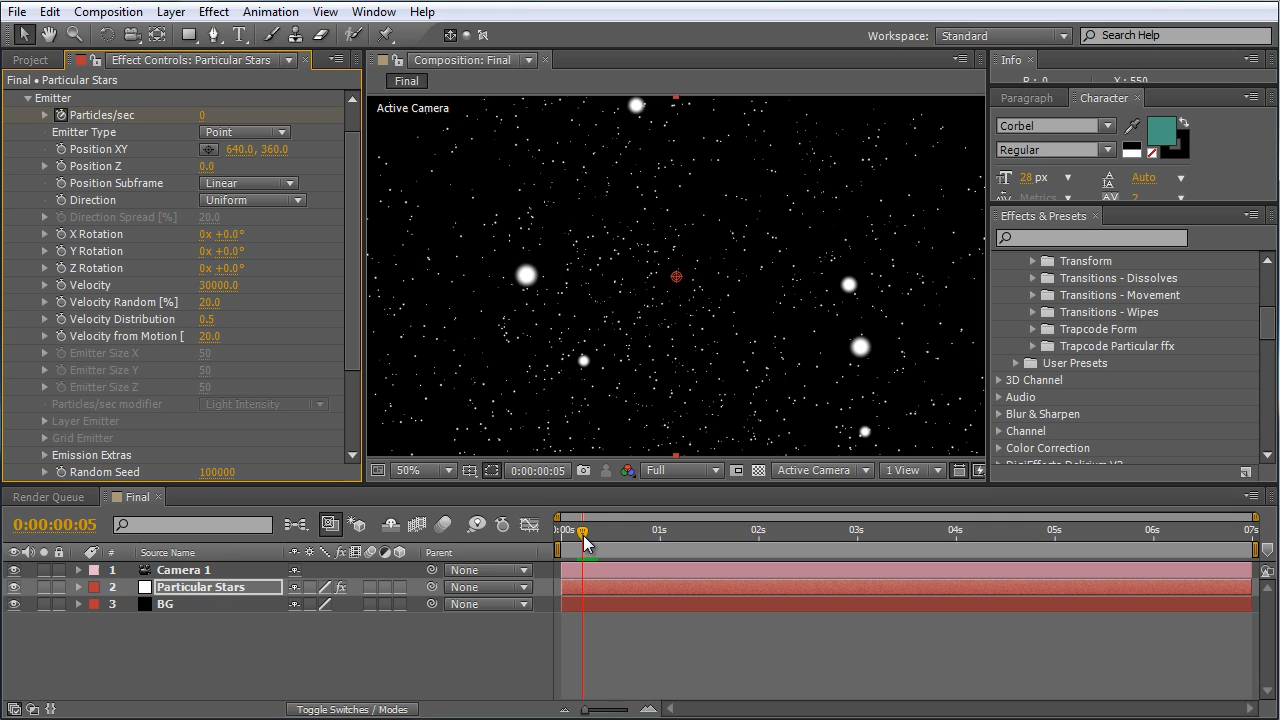 File Edit Composition Layer Effect Animation View Window Help
Workspace: Standard Search Help
Project Effect Controls: Particular Stars
Final • Particular Stars
Emitter
Particles/sec 0
Emitter Type Point
Position XY 640.0, 360.0
Position Z 0.0
Position Subframe Linear
Direction Uniform
Direction Spread [%] 20.0
X Rotation 0x +0.0°
Y Rotation 0x +0.0°
Z Rotation 0x +0.0°
Velocity 30000.0
Velocity Random [%] 20.0
Velocity Distribution 0.5
Velocity from Motion [ 20.0
Emitter Size X 50
Emitter Size Y 50
Emitter Size Z 50
Particles/sec modifier Light Intensity
Layer Emitter
Grid Emitter
Emission Extras
Random Seed 100000
Composition: Final
Final
Active Camera
50% 0:00:00:05 Full Active Camera 1 View
Info
Paragraph Character
Corbel
Regular
T 28 px Auto
Metrics
Effects & Presets
Transform
Transitions - Dissolves
Transitions - Movement
Transitions - Wipes
Trapcode Form
Trapcode Particular ffx
User Presets
3D Channel
Audio
Blur & Sharpen
Channel
Color Correction
Render Queue Final
0:00:00:05
:00s 01s 02s 03s 04s 05s 06s 07s
# Source Name fx Parent
1 Camera 1 None
2 Particular Stars fx None
3 BG None
Toggle Switches / Modes